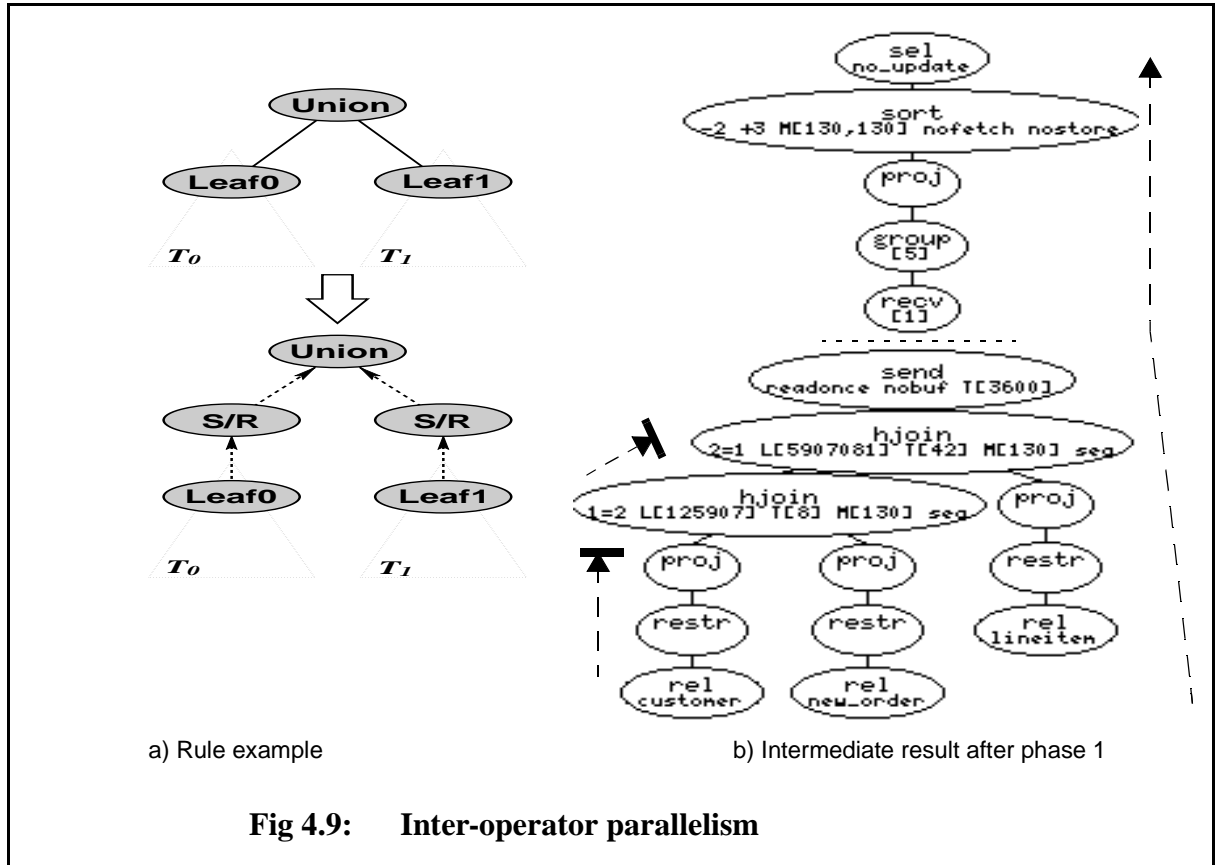 Union
Leaf0 Leaf1
T0 T1
Union
S/R S/R
Leaf0 Leaf1
T0 T1
a) Rule example
sel
no_update
sort
-2 +3 M[130,130] nofetch nostore
proj
group
[5]
recv
[1]
send
readonce nobuf T[3600]
hjoin
2=1 L[5907081] T[42] M[130] seq
hjoin
1=2 L[125907] T[8] M[130] seq
proj
proj proj
restr
restr restr
rel
lineitem
rel rel
customer new_order
b) Intermediate result after phase 1
Fig 4.9: Inter-operator parallelism